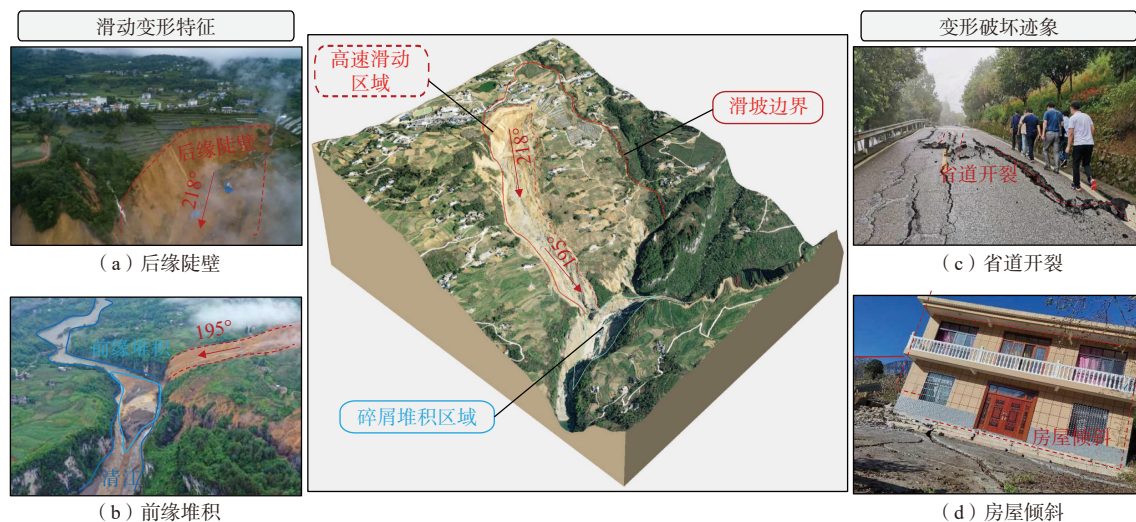 滑动变形特征
后缘陡壁
218°
（a）后缘陡壁
195°
前缘堆积
清江
（b）前缘堆积
高速滑动
区域
滑坡边界
218°
195°
碎屑堆积区域
变形破坏迹象
省道开裂
（c）省道开裂
房屋倾斜
（d）房屋倾斜